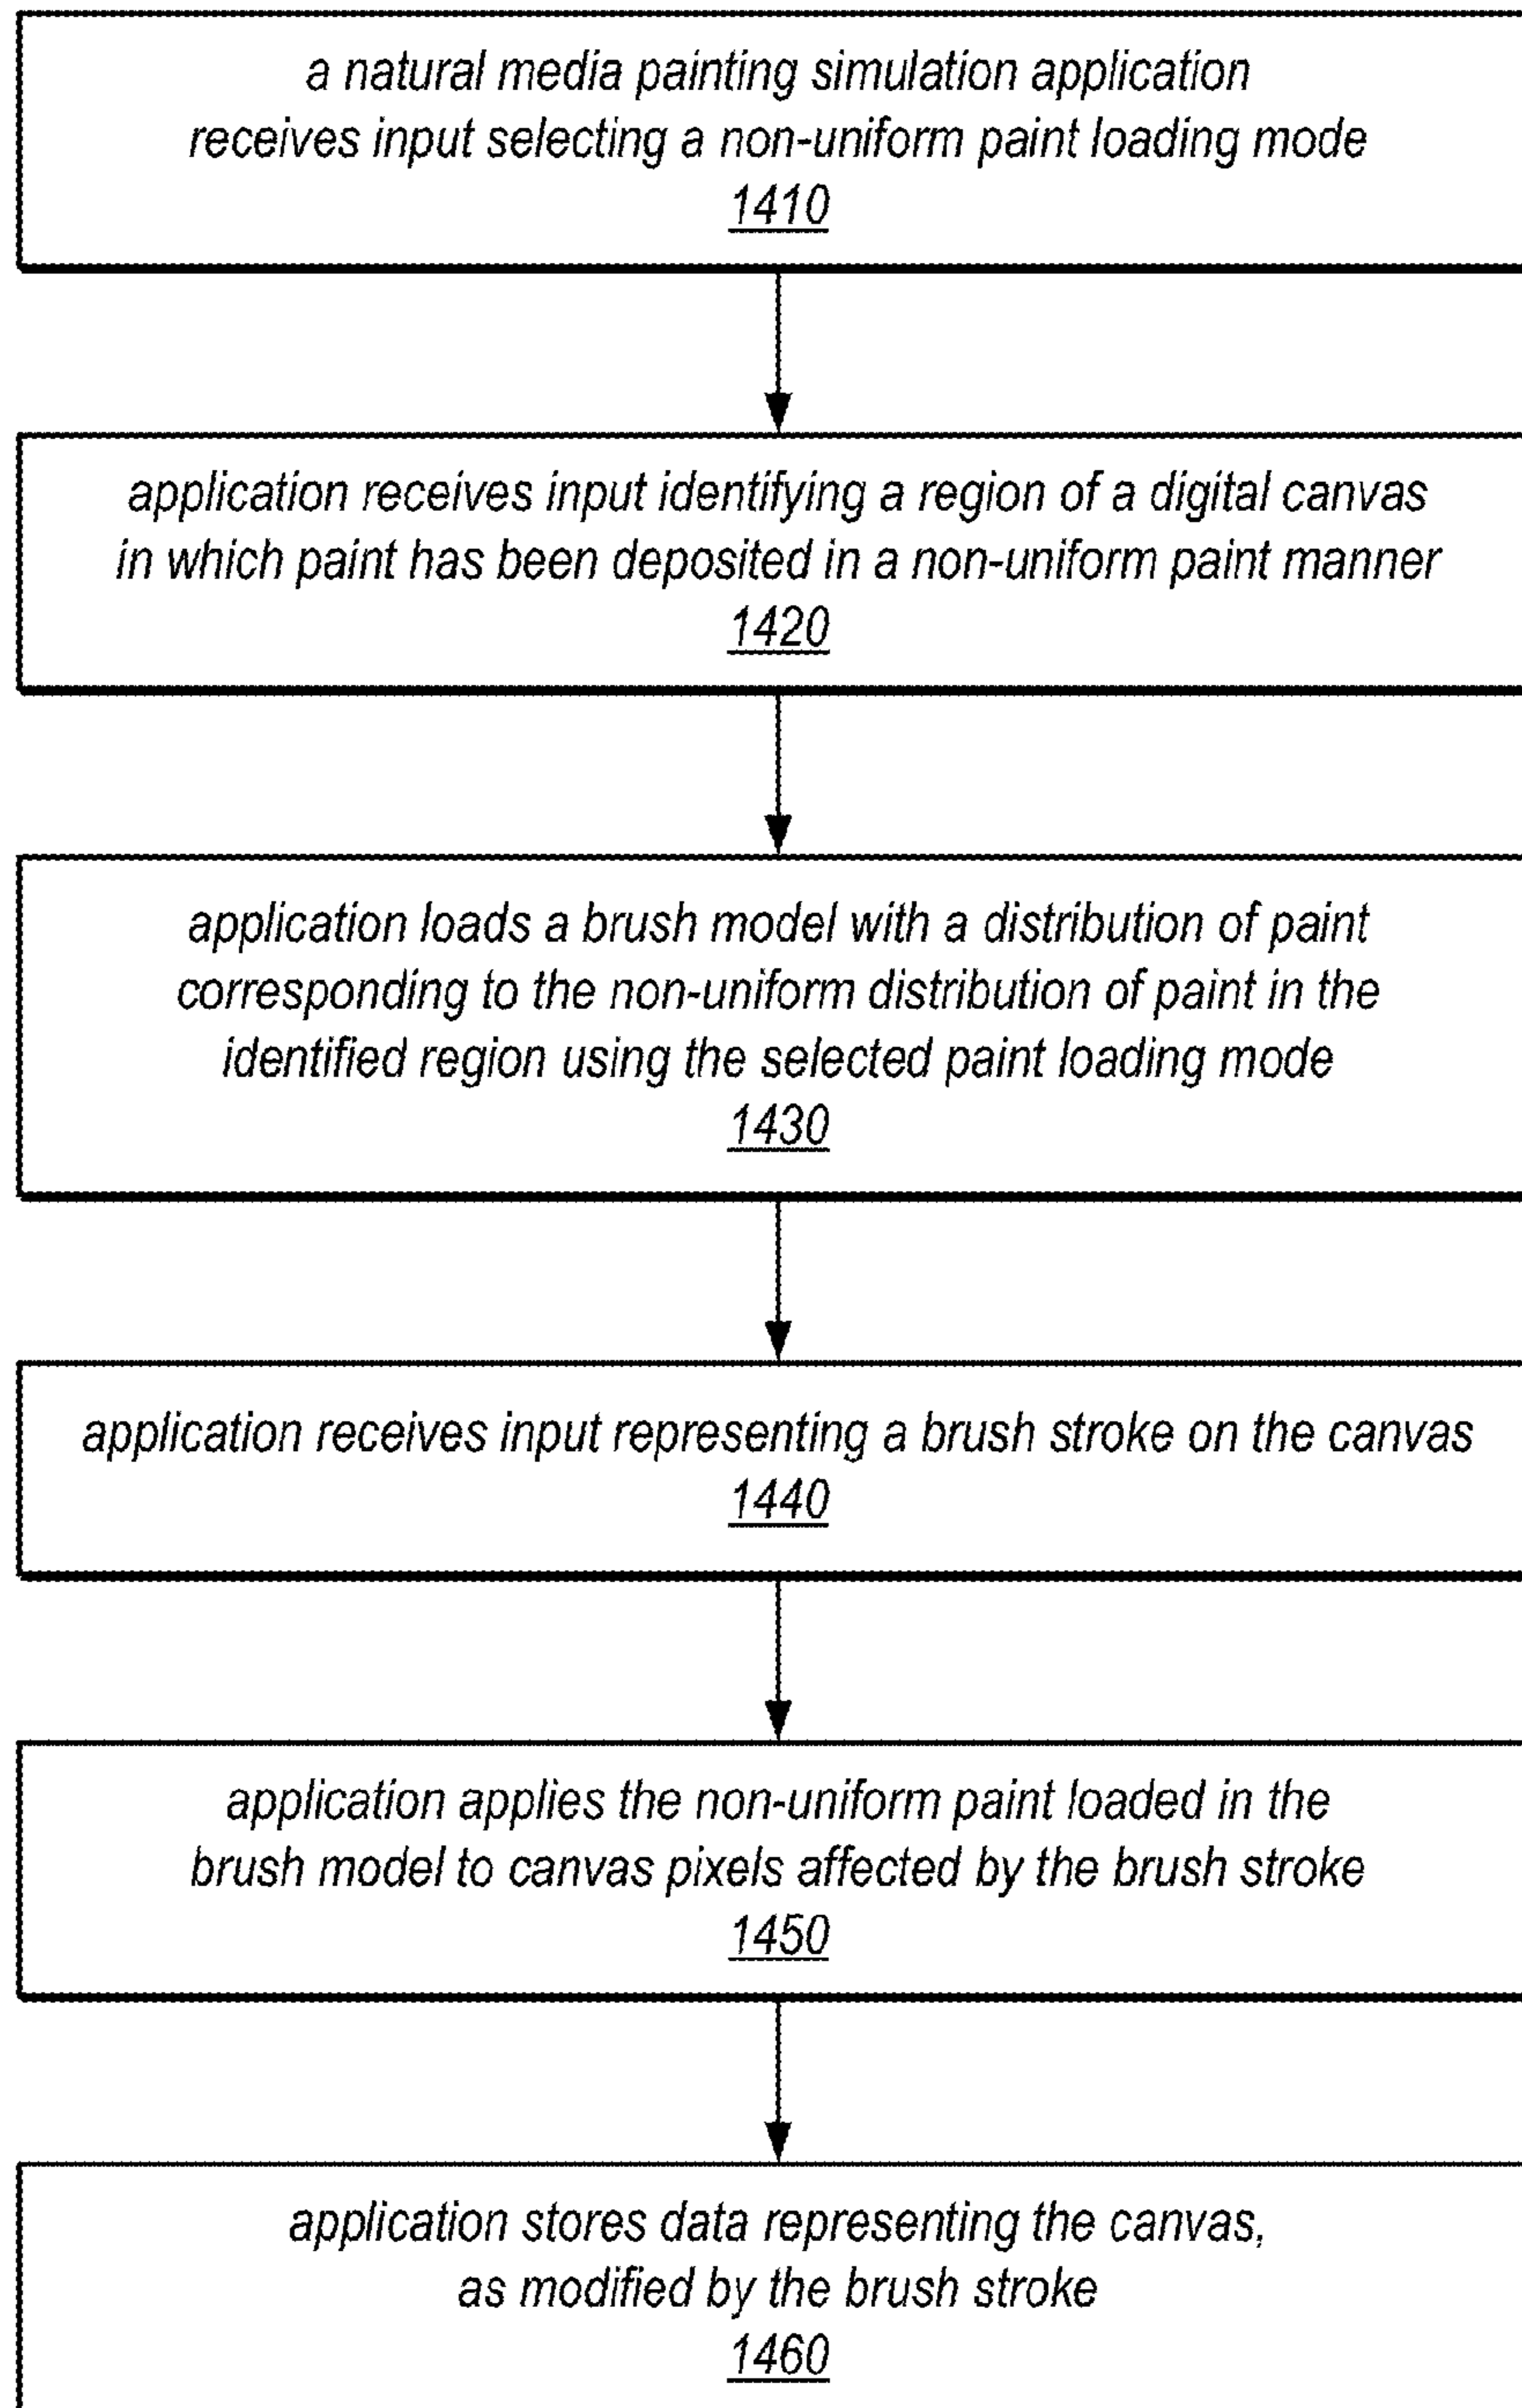 a natural media painting simulation application
receives input selecting a non-uniform paint loading mode
1410
application receives input identifying a region of a digital canvas
in which paint has been deposited in a non-uniform paint manner
1420
application loads a brush model with a distribution of paint
corresponding to the non-uniform distribution of paint in the
identified region using the selected paint loading mode
1430
application receives input representing a brush stroke on the canvas
1440
application applies the non-uniform paint loaded in the
brush model to canvas pixels affected by the brush stroke
1450
application stores data representing the canvas,
as modified by the brush stroke
1460